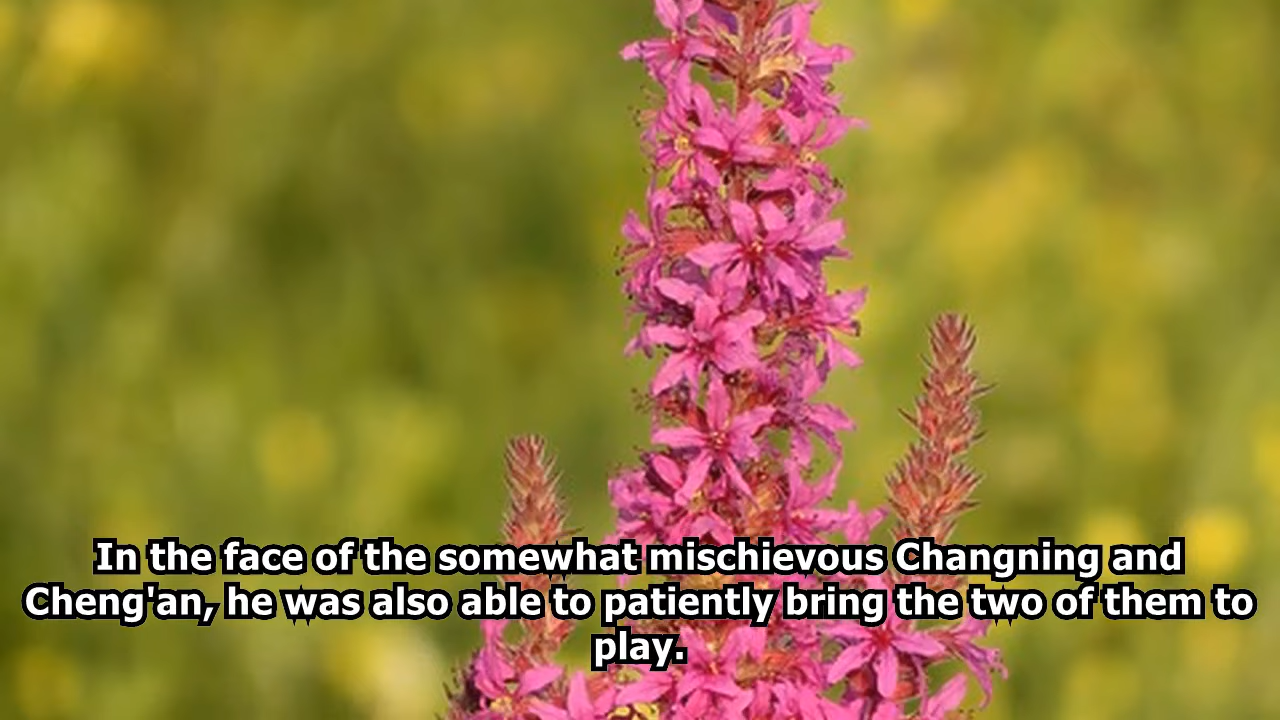 In the face of the somewhat mischievous Changning and
Cheng'an, he was also able to patiently bring the two of them to
play.